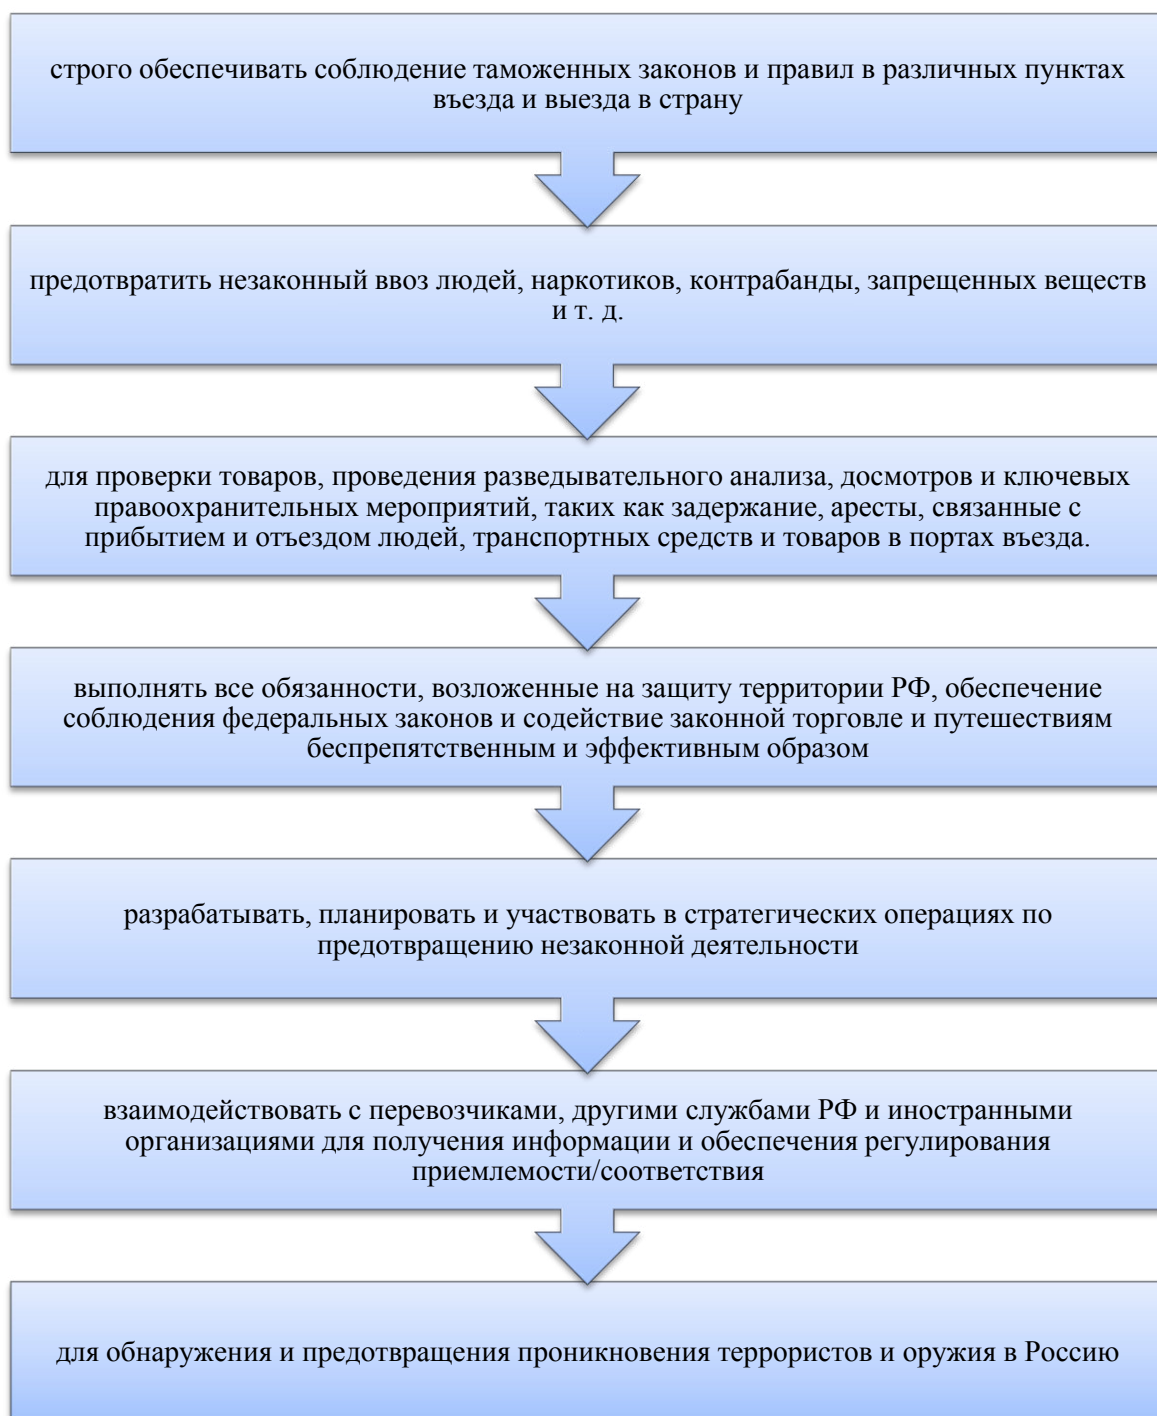 строго обеспечивать соблюдение таможенных законов и правил в различных пунктах
въезда и выезда в страну
предотвратить незаконный ввоз людей, наркотиков, контрабанды, запрещенных веществ
и т. д.
для проверки товаров, проведения разведывательного анализа, досмотров и ключевых
правоохранительных мероприятий, таких как задержание, аресты, связанные с
прибытием и отъездом людей, транспортных средств и товаров в портах въезда.
выполнять все обязанности, возложенные на защиту территории РФ, обеспечение
соблюдения федеральных законов и содействие законной торговле и путешествиям
беспрепятственным и эффективным образом
разрабатывать, планировать и участвовать в стратегических операциях по
предотвращению незаконной деятельности
взаимодействовать с перевозчиками, другими службами РФ и иностранными
организациями для получения информации и обеспечения регулирования
приемлемости/соответствия
для обнаружения и предотвращения проникновения террористов и оружия в Россию